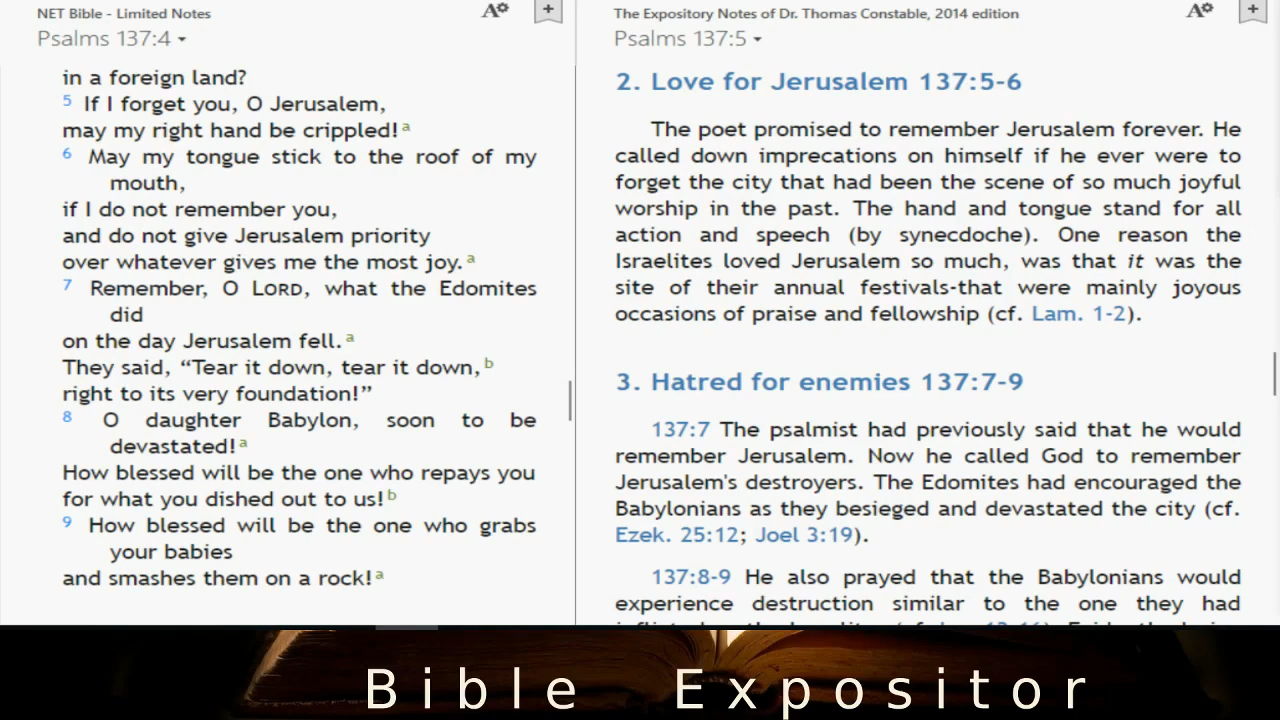 NET Bible - Limited Notes
Psalms 137:4
in a foreign land?
5 If I forget you, O Jerusalem,
may my right hand be crippled! a
6 May my tongue stick to the roof of my
mouth,
if I do not remember you,
and do not give Jerusalem priority
over whatever gives me the most joy. a
7 Remember, O LORD, what the Edomites
did
on the day Jerusalem fell. a
They said, “Tear it down, tear it down, b
right to its very foundation!”
8 O daughter Babylon, soon to be
devastated! a
How blessed will be the one who repays you
for what you dished out to us! b
9 How blessed will be the one who grabs
your babies
and smashes them on a rock! a
The Expository Notes of Dr. Thomas Constable, 2014 edition
Psalms 137:5
2. Love for Jerusalem 137:5-6
The poet promised to remember Jerusalem forever. He
called down imprecations on himself if he ever were to
forget the city that had been the scene of so much joyful
worship in the past. The hand and tongue stand for all
action and speech (by synecdoche). One reason the
Israelites loved Jerusalem so much, was that it was the
site of their annual festivals-that were mainly joyous
occasions of praise and fellowship (cf. Lam. 1-2).
3. Hatred for enemies 137:7-9
137:7 The psalmist had previously said that he would
remember Jerusalem. Now he called God to remember
Jerusalem's destroyers. The Edomites had encouraged the
Babylonians as they besieged and devastated the city (cf.
Ezek. 25:12; Joel 3:19).
137:8-9 He also prayed that the Babylonians would
experience destruction similar to the one they had
Bible Expositor